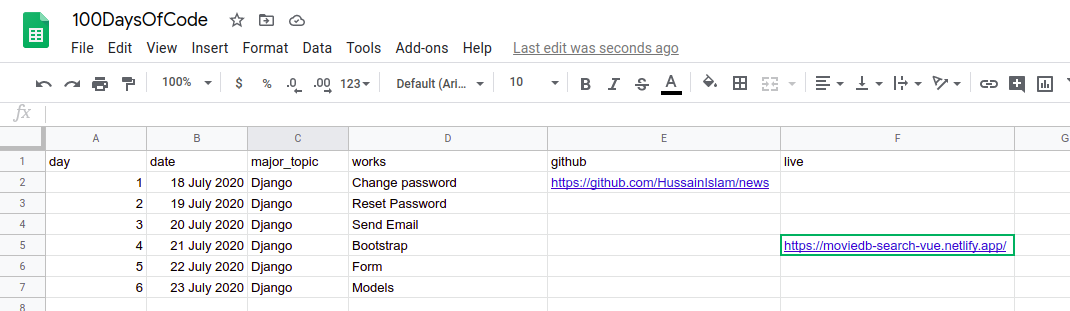 100DaysOfCode
File Edit View Insert Format Data Tools Add-ons Help Last edit was seconds ago
100% $ % .0 .00 123 Default (Ari... 10 B I S A
fx
A B C D E F G
1 day date major_topic works github live
2 1 18 July 2020 Django Change password https://github.com/HussainIslam/news
3 2 19 July 2020 Django Reset Password
4 3 20 July 2020 Django Send Email
5 4 21 July 2020 Django Bootstrap https://moviedb-search-vue.netlify.app/
6 5 22 July 2020 Django Form
7 6 23 July 2020 Django Models
8